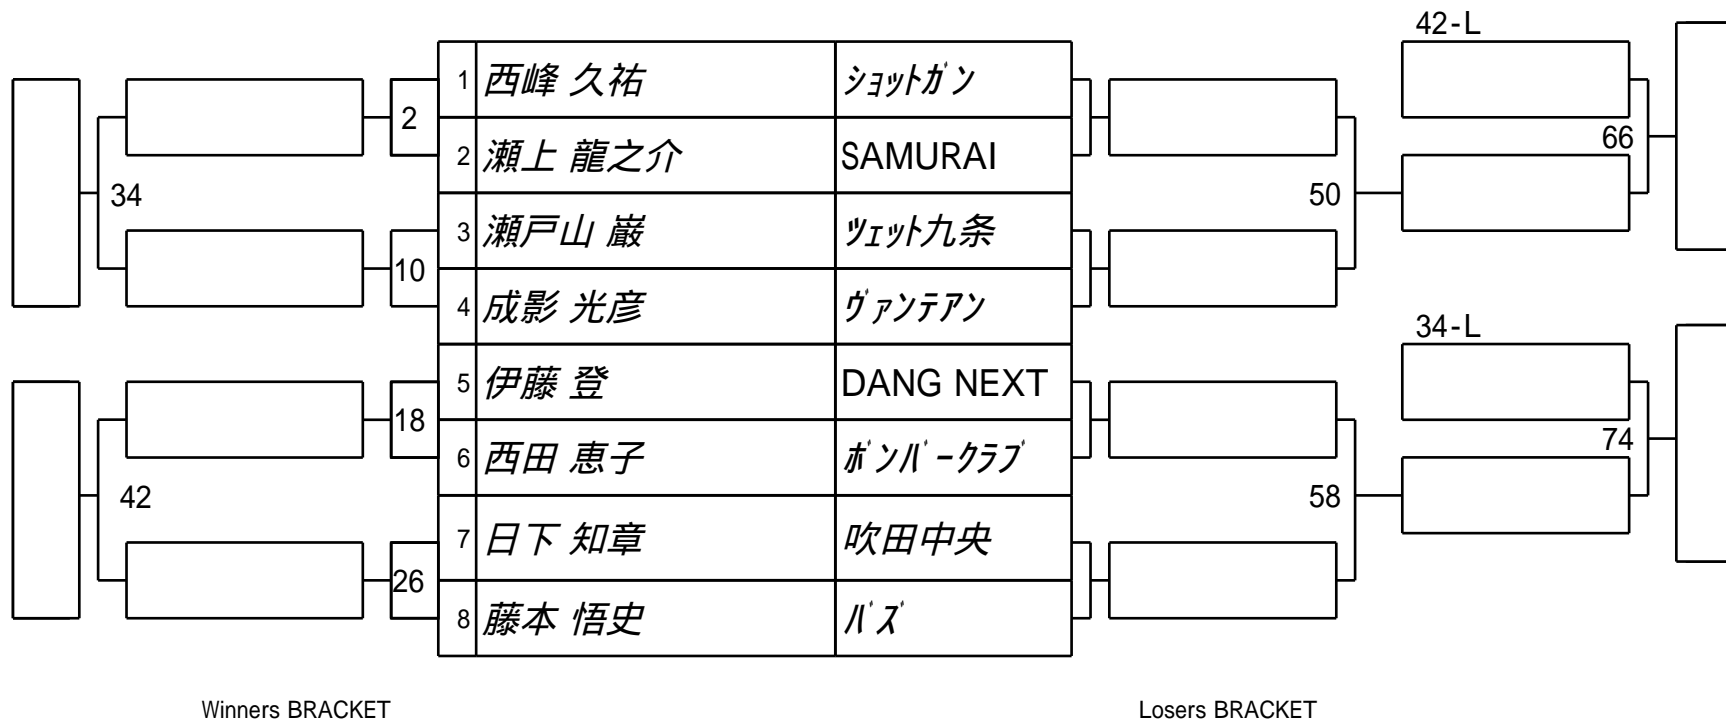 42-L
1 西峰 久祐 ｼｮｯﾄｶﾞﾝ
2
66
2 瀬上 龍之介 SAMURAI
34
50
3 瀬戸山 巌 ﾂｪｯﾄ九条
10
4 成影 光彦 ヴｧﾝﾃｱﾝ
34-L
5 伊藤 登 DANG NEXT
18
74
6 西田 恵子 ﾎﾞﾝﾊﾞｰｸﾗﾌﾞ
42
58
7 日下 知章 吹田中央
26
8 藤本 悟史 ﾊﾞｽﾞ
Winners BRACKET
Losers BRACKET